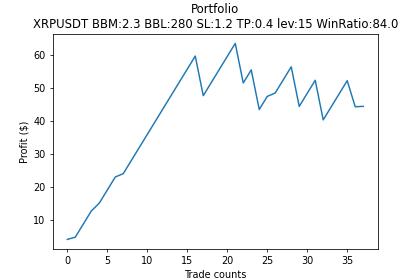 Portfolio
XRPUSDT BBM:2.3 BBL:280 SL:1.2 TP:0.4 lev:15 WinRatio:84.0
60
50
40
30
20
10
Profit ($)
0 5 10 15 20 25 30 35
Trade counts